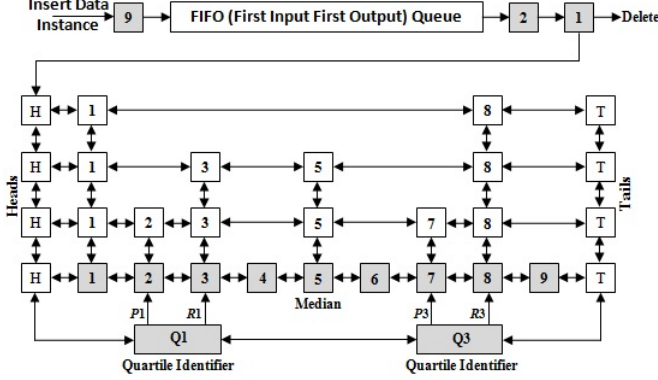 Insert Data
Instance
9
FIFO (First Input First Output) Queue
2
1
Delete
H
1
8
T
H
1
3
5
8
T
Heads
Tails
H
1
2
3
5
7
8
T
H
1
2
3
4
5
6
7
8
9
T
Median
P1
R1
P3
R3
Q1
Q3
Quartile Identifier
Quartile Identifier